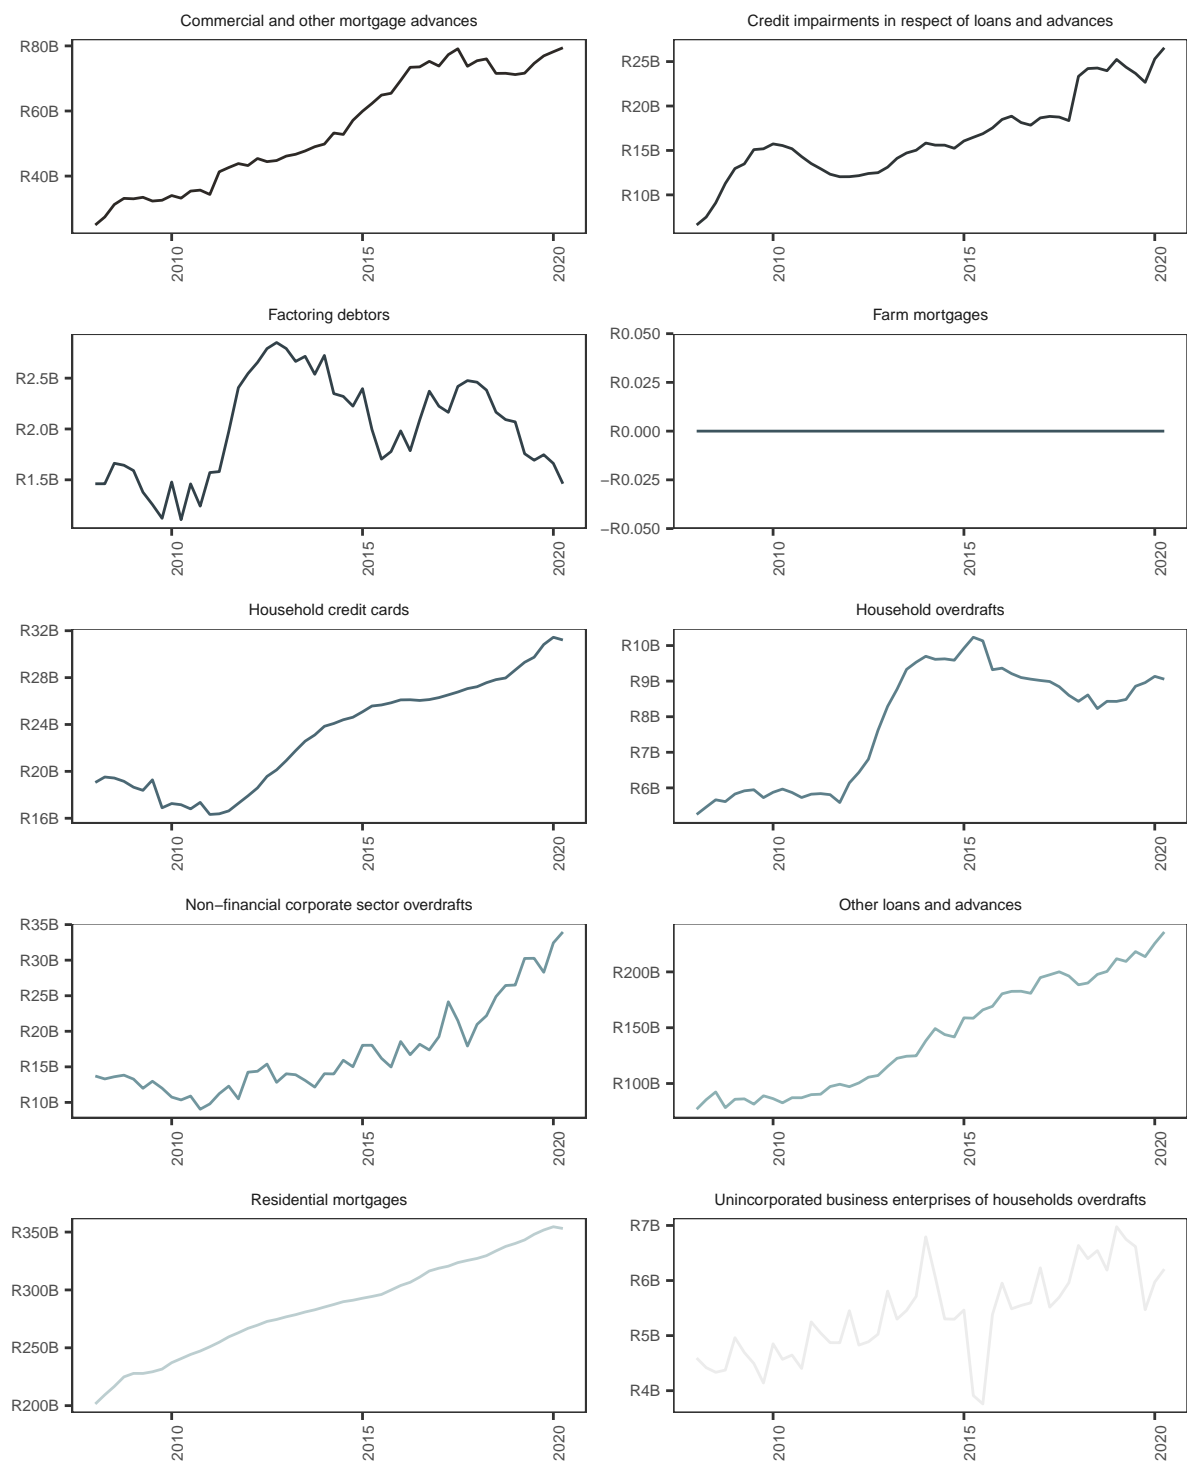 Commercial and other mortgage advances
R80B
R60B
R40B
2010
2015
2020
Credit impairments in respect of loans and advances
R25B
R20B
R15B
R10B
2010
2015
2020
Factoring debtors
R2.5B
R2.0B
R1.5B
2010
2015
2020
Farm mortgages
R0.050
R0.025
R0.000
−R0.025
−R0.050
2010
2015
2020
Household credit cards
R32B
R28B
R24B
R20B
R16B
2010
2015
2020
Household overdrafts
R10B
R9B
R8B
R7B
R6B
2010
2015
2020
Non−financial corporate sector overdrafts
R35B
R30B
R25B
R20B
R15B
R10B
2010
2015
2020
Other loans and advances
R200B
R150B
R100B
2010
2015
2020
Residential mortgages
R350B
R300B
R250B
R200B
2010
2015
2020
Unincorporated business enterprises of households overdrafts
R7B
R6B
R5B
R4B
2010
2015
2020